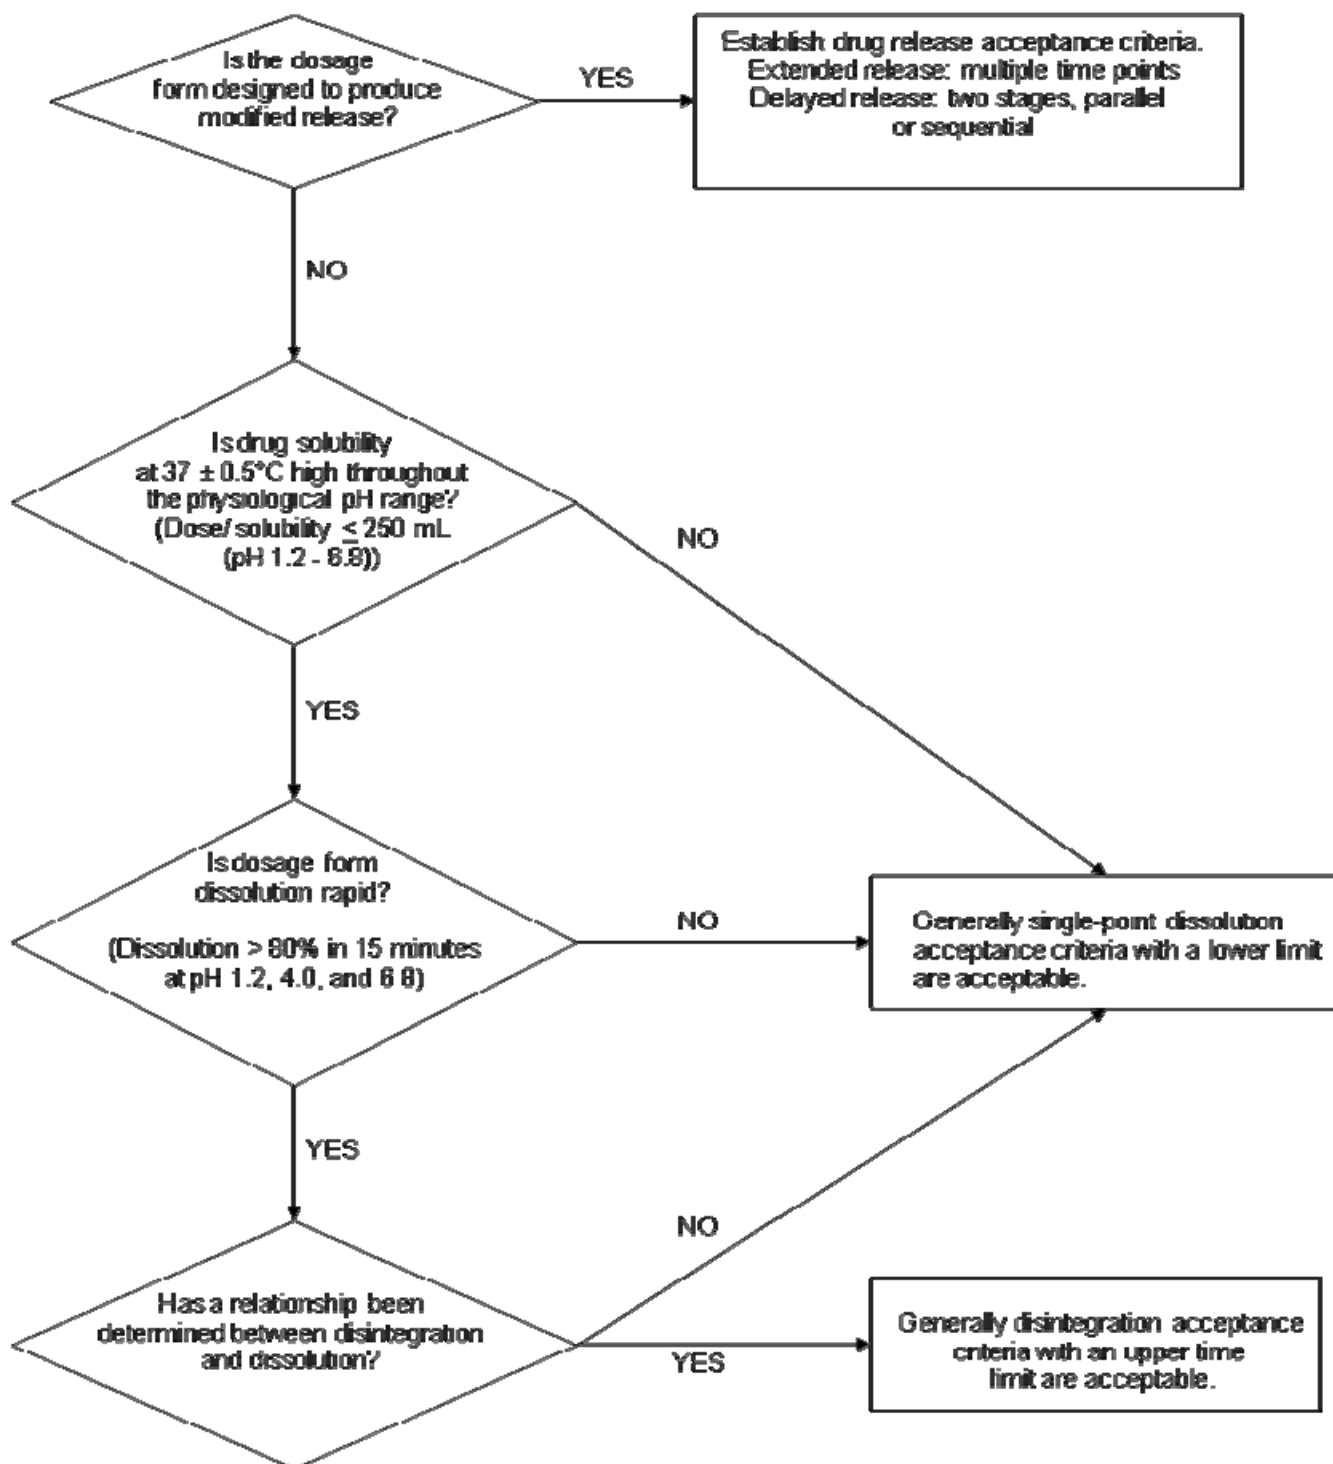 Is the dosage
form designed to produce
modified release?
YES
Establish drug release acceptance criteria.
Extended release: multiple time points
Delayed release: two stages, parallel
or sequential
NO
Is drug solubility
at 37 ± 0.5°C high throughout
the physiological pH range?
(Dose/ solubility ≤ 250 mL
(pH 1.2 - 6.8))
NO
YES
Is dosage form
dissolution rapid?
(Dissolution > 80% in 15 minutes
at pH 1.2, 4.0, and 6 8)
NO
Generally single-point dissolution
acceptance criteria with a lower limit
are acceptable.
YES
NO
Has a relationship been
determined between disintegration
and dissolution?
YES
Generally disintegration acceptance
criteria with an upper time
limit are acceptable.